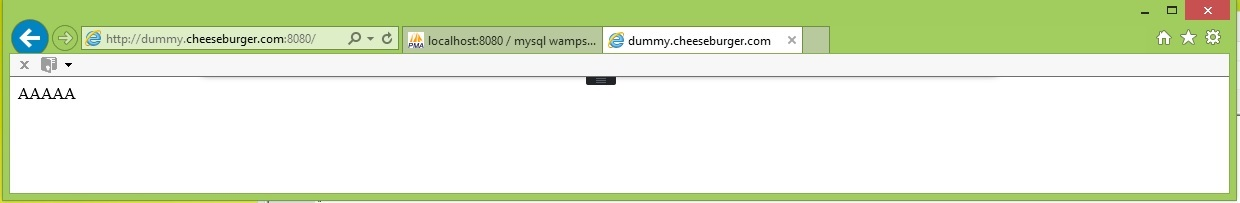 http://dummy.cheeseburger.com:8080/
localhost:8080 / mysql wamps...
dummy.cheeseburger.com
AAAAA